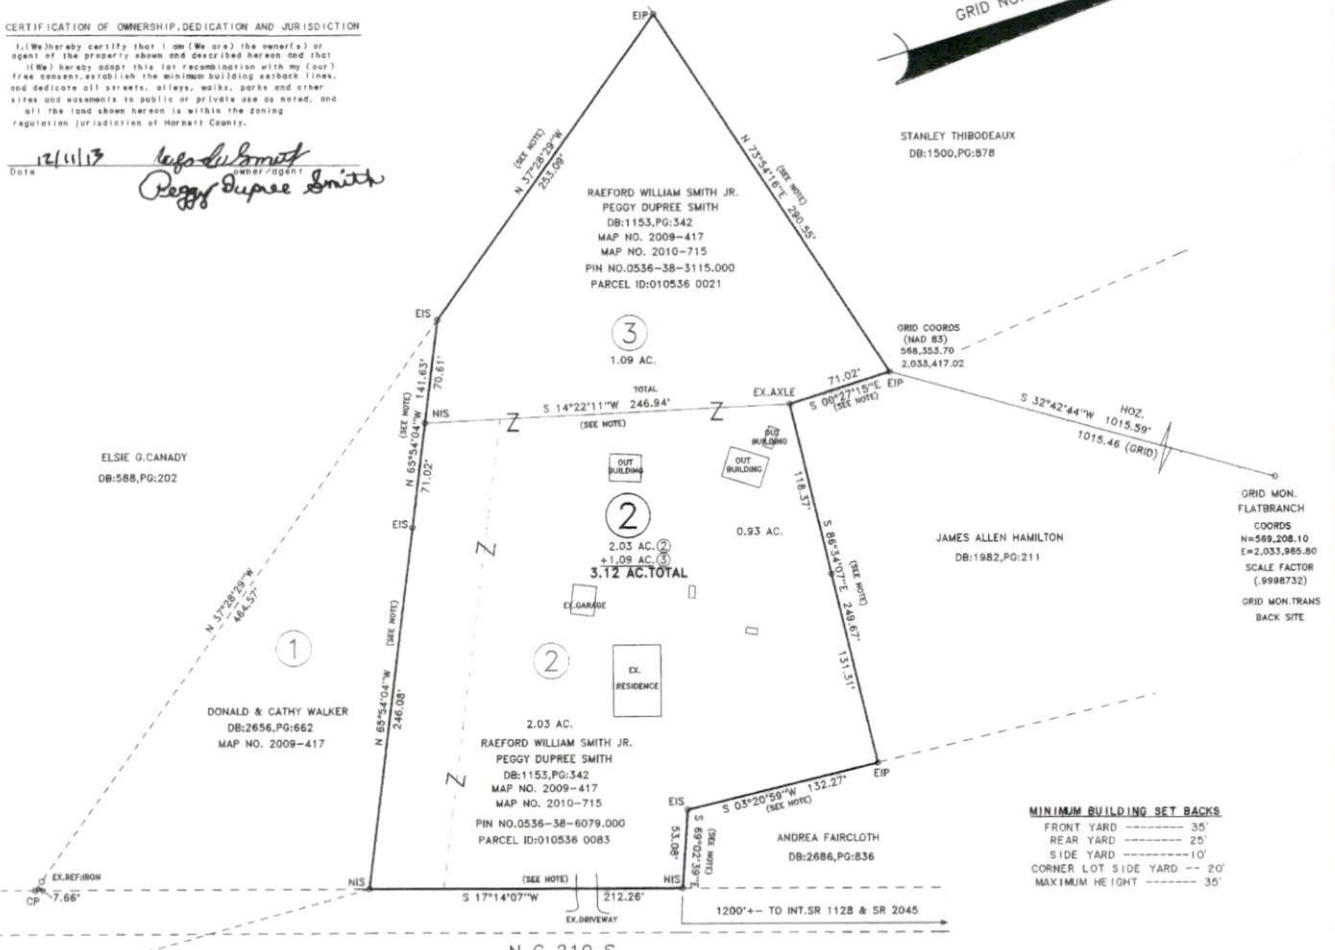 CERTIFICATION OF OWNERSHIP,DEDICATION AND JURISDICTION
I,(We)hereby certify that I am (We are) the owner(s) or
agent of the property shown and described hereon and that
I(We) hereby adopt this lot recombination with my (our)
free consent,establish the minimum building setback lines,
and dedicate all streets, alleys, walks, parks and other
sites and easements to public or private use as noted, and
all the land shown hereon is within the zoning
regulation jurisdiction of Harnett County.
12/11/13
Date
owner/agent
Peggy Dupree Smith
EIP
STANLEY THIBODEAUX
DB:1500,PG:878
(SEE NOTE)
N 37°28'29"W
253.09'
(SEE NOTE)
N 73°54'16"E 290.55'
RAEFORD WILLIAM SMITH JR.
PEGGY DUPREE SMITH
DB:1153,PG:342
MAP NO. 2009-417
MAP NO. 2010-715
PIN NO.0536-38-3115.000
PARCEL ID:010536 0021
3
1.09 AC.
EIS
GRID COORDS
(NAD 83)
568,353.70
2,033,417.02
EIP
71.02'
S 00°27'15"E
(SEE NOTE)
EX.AXLE
TOTAL
S 14°22'11"W 246.94'
(SEE NOTE)
Z
Z
NIS
141.63'
70.61'
(SEE NOTE)
N 65°54'04"W
71.02'
EIS
S 32°42'44"W
HOZ.
1015.59'
1015.46 (GRID)
GRID MON.
FLATBRANCH
COORDS
N=569,208.10
E=2,033,965.80
SCALE FACTOR
(.9998732)
GRID MON.TRANS
BACK SITE
ELSIE G.CANADY
DB:588,PG:202
OUT
BUILDING
OUT
BUILDING
OUT
BUILDING
2
2.03 AC.②
+1.09 AC.③
3.12 AC.TOTAL
0.93 AC.
118.37'
S 86°34'07"E 249.67'
(SEE NOTE)
131.31'
JAMES ALLEN HAMILTON
DB:1982,PG:211
Z
EX.GARAGE
N 37°28'29"W
464.57'
1
(SEE NOTE)
N 65°54'04"W
246.08'
2
EX.
RESIDENCE
DONALD & CATHY WALKER
DB:2656,PG:662
MAP NO. 2009-417
2.03 AC.
RAEFORD WILLIAM SMITH JR.
PEGGY DUPREE SMITH
DB:1153,PG:342
MAP NO. 2009-417
MAP NO. 2010-715
PIN NO.0536-38-6079.000
PARCEL ID:010536 0083
Z
EIP
S 03°20'59"W 132.27'
(SEE NOTE)
EIS
53.08'
S 69°02'39"E
(SEE NOTE)
ANDREA FAIRCLOTH
DB:2686,PG:836
MINIMUM BUILDING SET BACKS
FRONT YARD --------- 35'
REAR YARD --------- 25'
SIDE YARD ---------10'
CORNER LOT SIDE YARD -- 20'
MAXIMUM HEIGHT ------- 35'
EX.REF.IRON
CP
7.66'
NIS
(SEE NOTE)
NIS
S 17°14'07"W 212.26'
EX.DRIVEWAY
1200'+- TO INT.SR 1128 & SR 2045